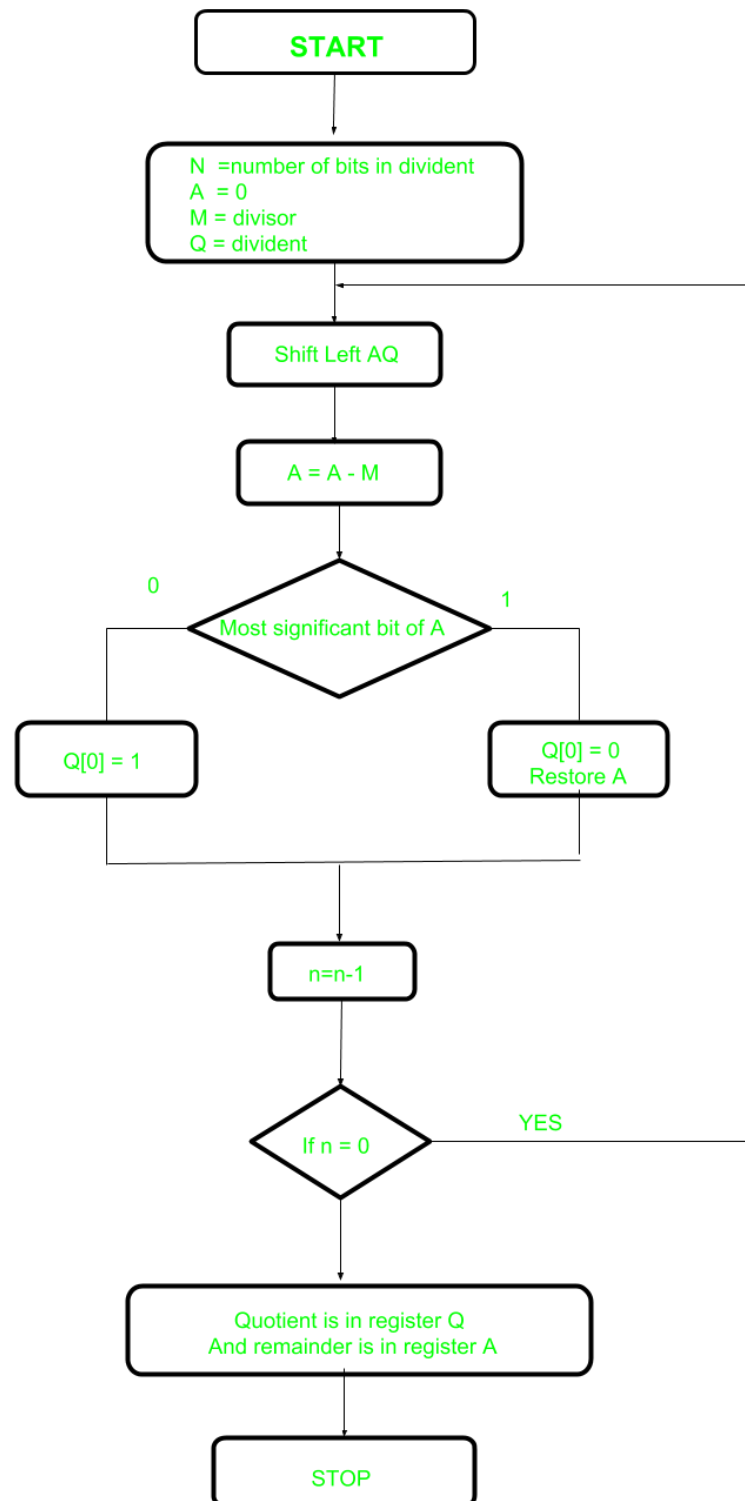 START
N =number of bits in divident
A = 0
M = divisor
Q = divident
Shift Left AQ
A = A - M
0
1
Most significant bit of A
Q[0] = 1
Q[0] = 0
Restore A
n=n-1
YES
If n = 0
Quotient is in register Q
And remainder is in register A
STOP